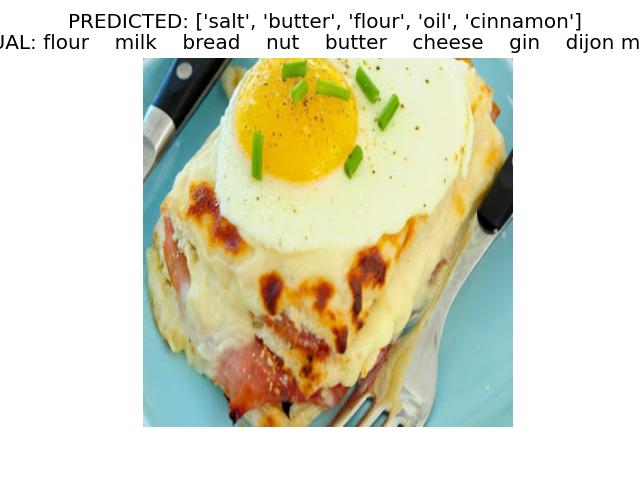 PREDICTED: ['salt', 'butter', 'flour', 'oil', 'cinnamon']
UAL: flour milk bread nut butter cheese gin dijon m